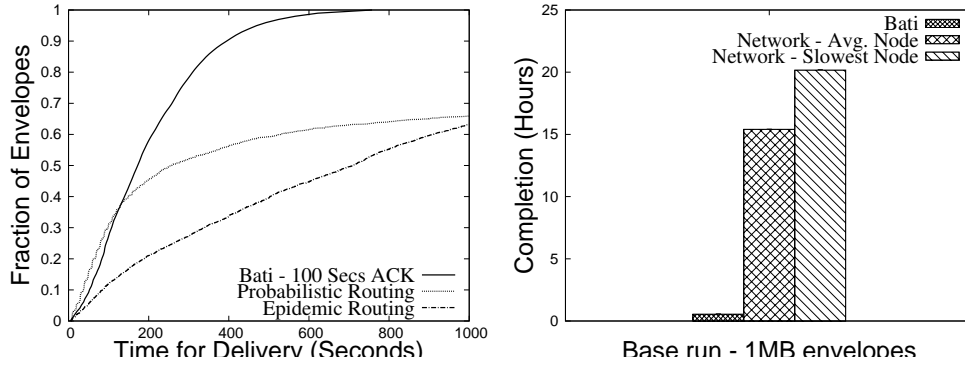 Fraction of Envelopes
1
0.9
0.8
0.7
0.6
0.5
0.4
0.3
0.2
0.1
0
0 200 400 600 800 1000
Time for Delivery (Seconds)
Bati - 100 Secs ACK
Probabilistic Routing
Epidemic Routing
Completion (Hours)
25
20
15
10
5
0
Bati
Network - Avg. Node
Network - Slowest Node
Base run - 1MB envelopes